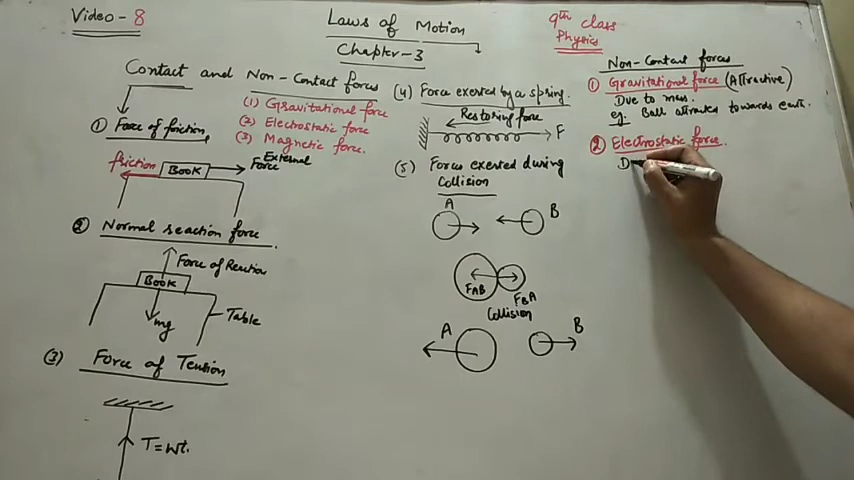 Video - 8
Laws of Motion
Chapter-3
9th class
Physics
Contact and Non-Contact forces
(1) Gravitational force
(2) Electrostatic force
(3) Magnetic force.
① Force of friction
friction
Book
External
Force
② Normal reaction force
Force of Reaction
Book
mg
Table
(3) Force of Tension
T=wt.
(4) Force exerted by a spring.
Restoring force
F
(5) Force exerted during
Collision
A
B
FAB
FBA
Collision
A
B
Non-Contact forces
① Gravitational force (Attractive)
Due to mass.
eg: Ball attracted towards earth.
② Electrostatic force.
D